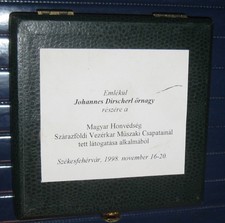 Emlékül
Johannes Dirscherl őrnagy
részére a
Magyar Honvédség
Szárazföldi Vezérkar Műszaki Csapatainál
tett látogatása alkalmából
Székesfehérvár, 1998. november 16-20.